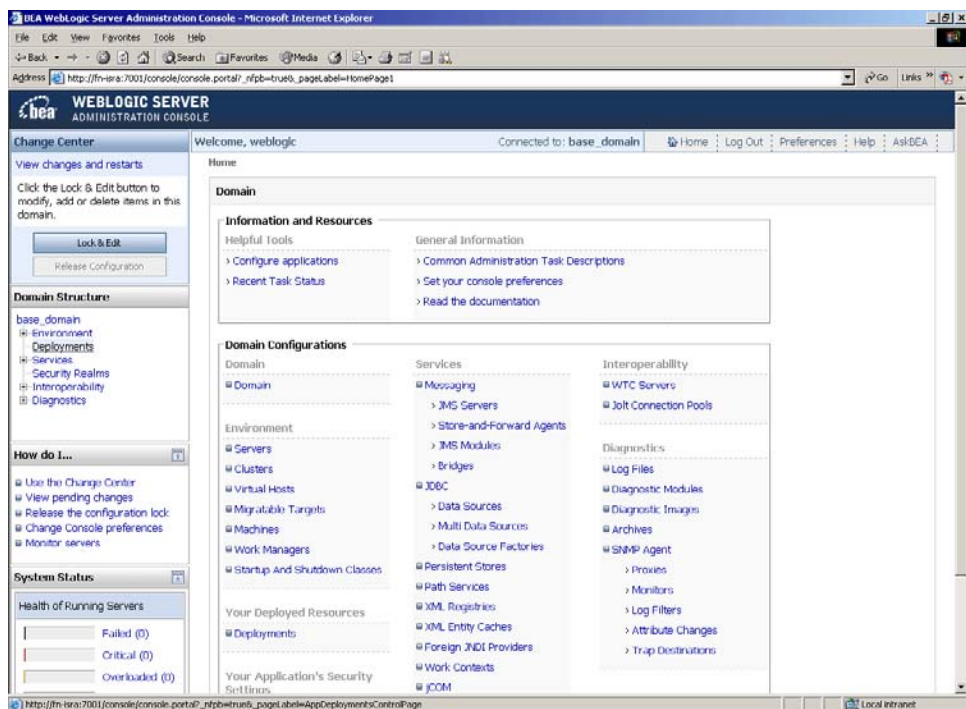 BEA WebLogic Server Administration Console - Microsoft Internet Explorer
File Edit View Favorites Tools Help
Back Search Favorites Media
Address http://fn-isra:7001/console/console.portal?_nfpb=true&_pageLabel=HomePage1 Go Links »
bea WEBLOGIC SERVER
ADMINISTRATION CONSOLE
Change Center
View changes and restarts
Click the Lock & Edit button to
modify, add or delete items in this
domain.
Lock & Edit
Release Configuration
Domain Structure
base_domain
Environment
Deployments
Services
Security Realms
Interoperability
Diagnostics
How do I...
Use the Change Center
View pending changes
Release the configuration lock
Change Console preferences
Monitor servers
System Status
Health of Running Servers
Failed (0)
Critical (0)
Overloaded (0)
Welcome, weblogic Connected to: base_domain Home Log Out Preferences Help AskBEA
Home
Domain
Information and Resources
Helpful Tools
› Configure applications
› Recent Task Status
General Information
› Common Administration Task Descriptions
› Set your console preferences
› Read the documentation
Domain Configurations
Domain
Domain
Environment
Servers
Clusters
Virtual Hosts
Migratable Targets
Machines
Work Managers
Startup And Shutdown Classes
Your Deployed Resources
Deployments
Your Application's Security
Settings
Services
Messaging
› JMS Servers
› Store-and-Forward Agents
› JMS Modules
› Bridges
JDBC
› Data Sources
› Multi Data Sources
› Data Source Factories
Persistent Stores
Path Services
XML Registries
XML Entity Caches
Foreign JNDI Providers
Work Contexts
jCOM
Interoperability
WTC Servers
Jolt Connection Pools
Diagnostics
Log Files
Diagnostic Modules
Diagnostic Images
Archives
SNMP Agent
› Proxies
› Monitors
› Log Filters
› Attribute Changes
› Trap Destinations
http://fn-isra:7001/console/console.portal?_nfpb=true&_pageLabel=AppDeploymentsControlPage Local intranet